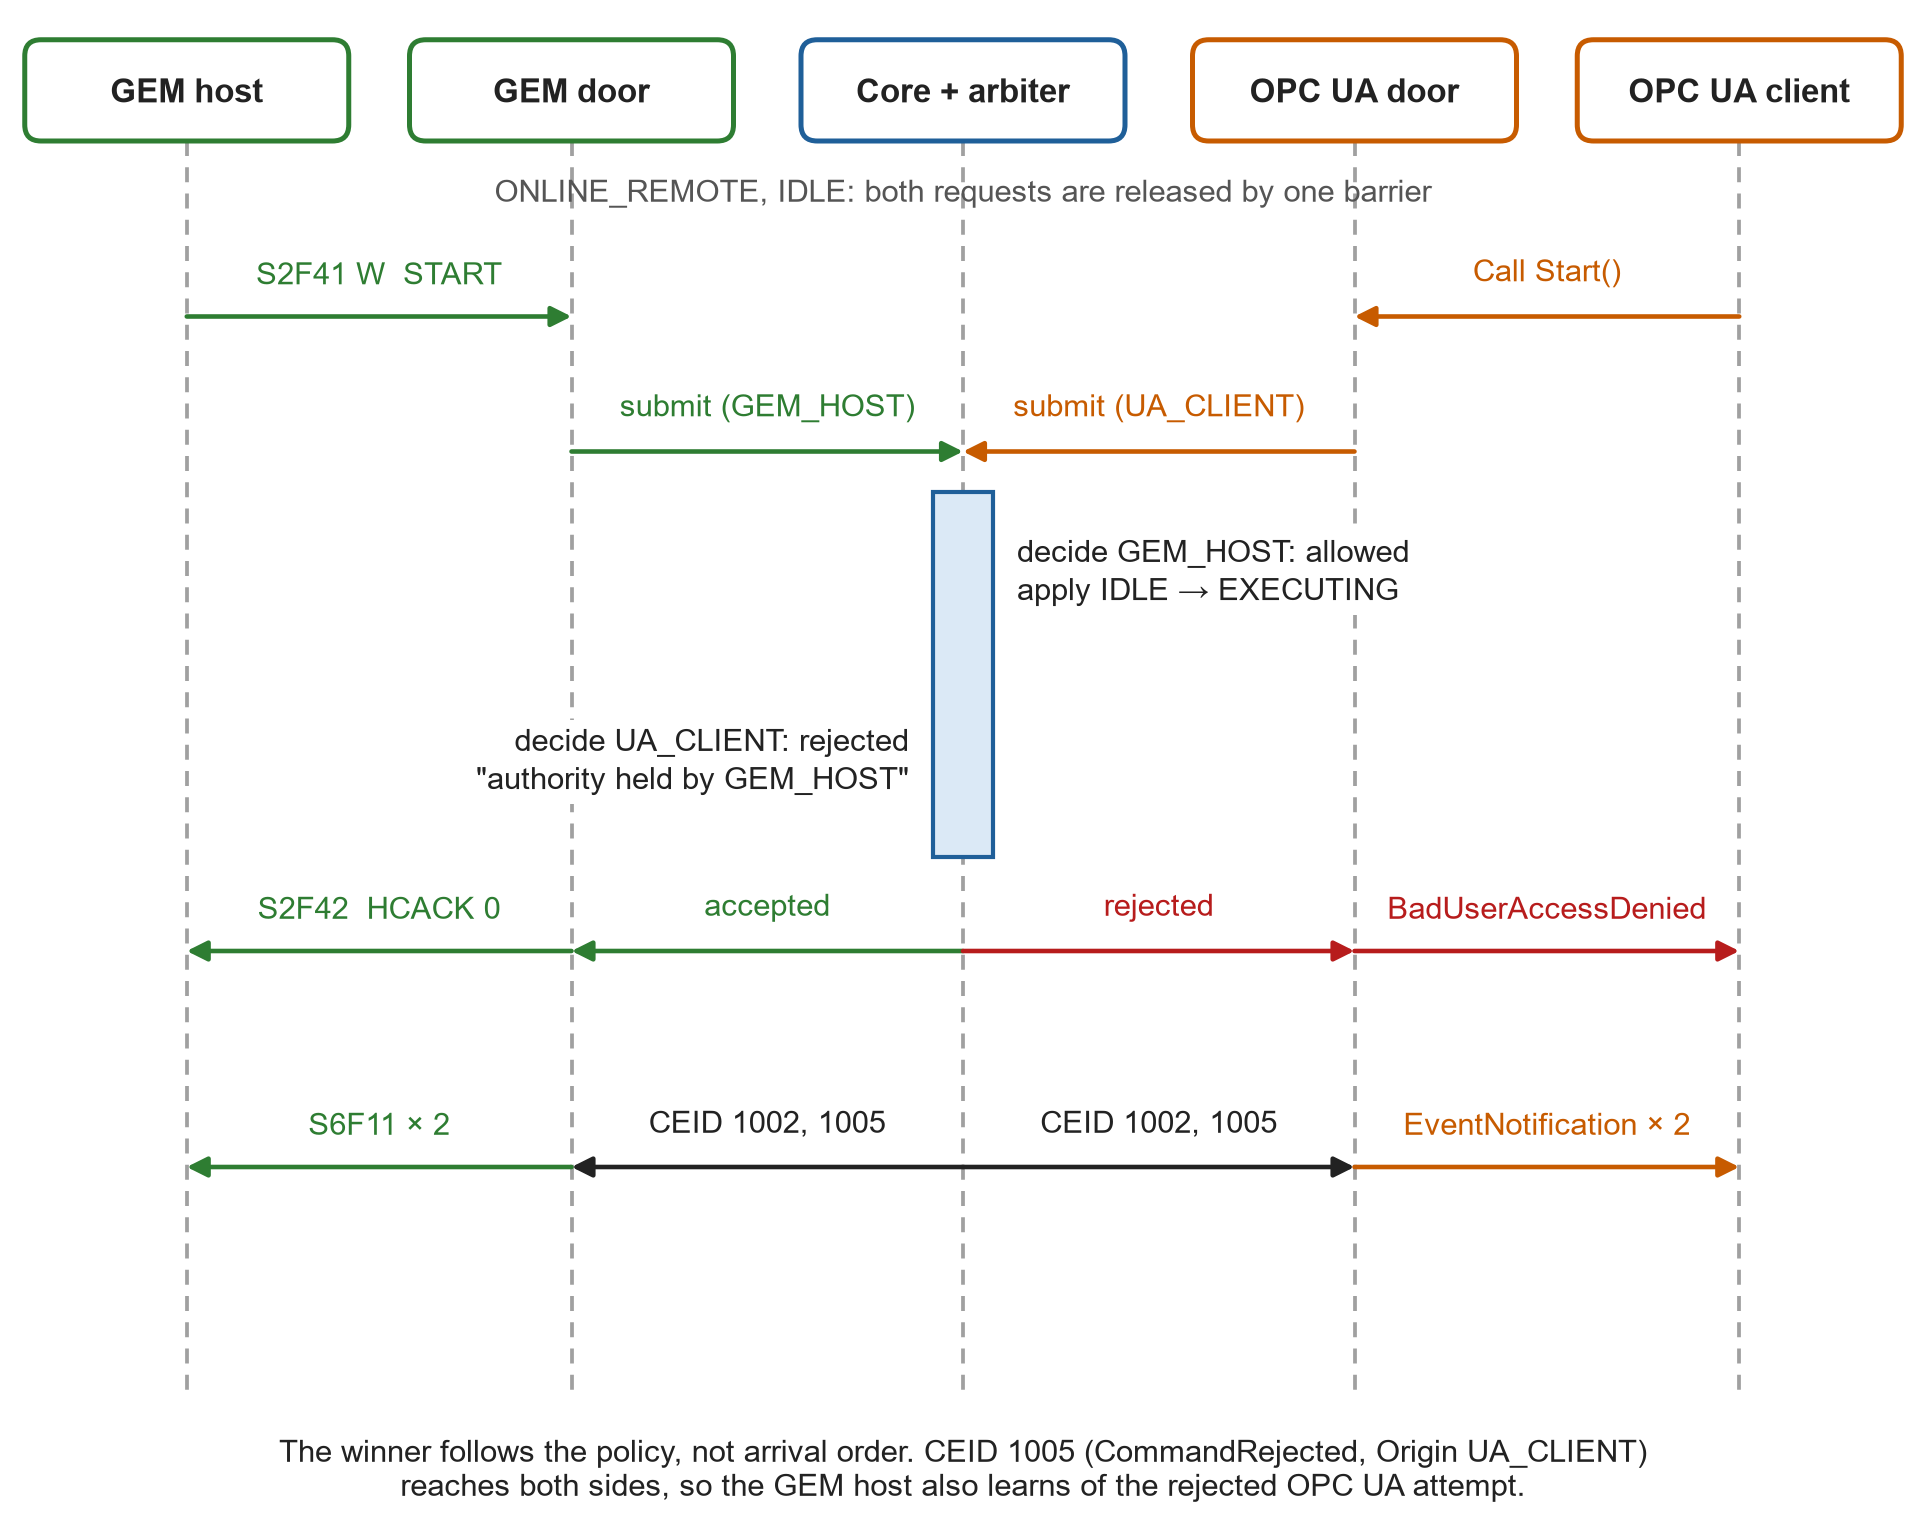 GEM host
GEM door
Core + arbiter
OPC UA door
OPC UA client
ONLINE_REMOTE, IDLE: both requests are released by one barrier
S2F41 W  START
Call Start()
submit (GEM_HOST)
submit (UA_CLIENT)
decide GEM_HOST: allowed
apply IDLE → EXECUTING
decide UA_CLIENT: rejected
"authority held by GEM_HOST"
S2F42  HCACK 0
accepted
rejected
BadUserAccessDenied
S6F11 × 2
CEID 1002, 1005
CEID 1002, 1005
EventNotification × 2
The winner follows the policy, not arrival order. CEID 1005 (CommandRejected, Origin UA_CLIENT)
reaches both sides, so the GEM host also learns of the rejected OPC UA attempt.